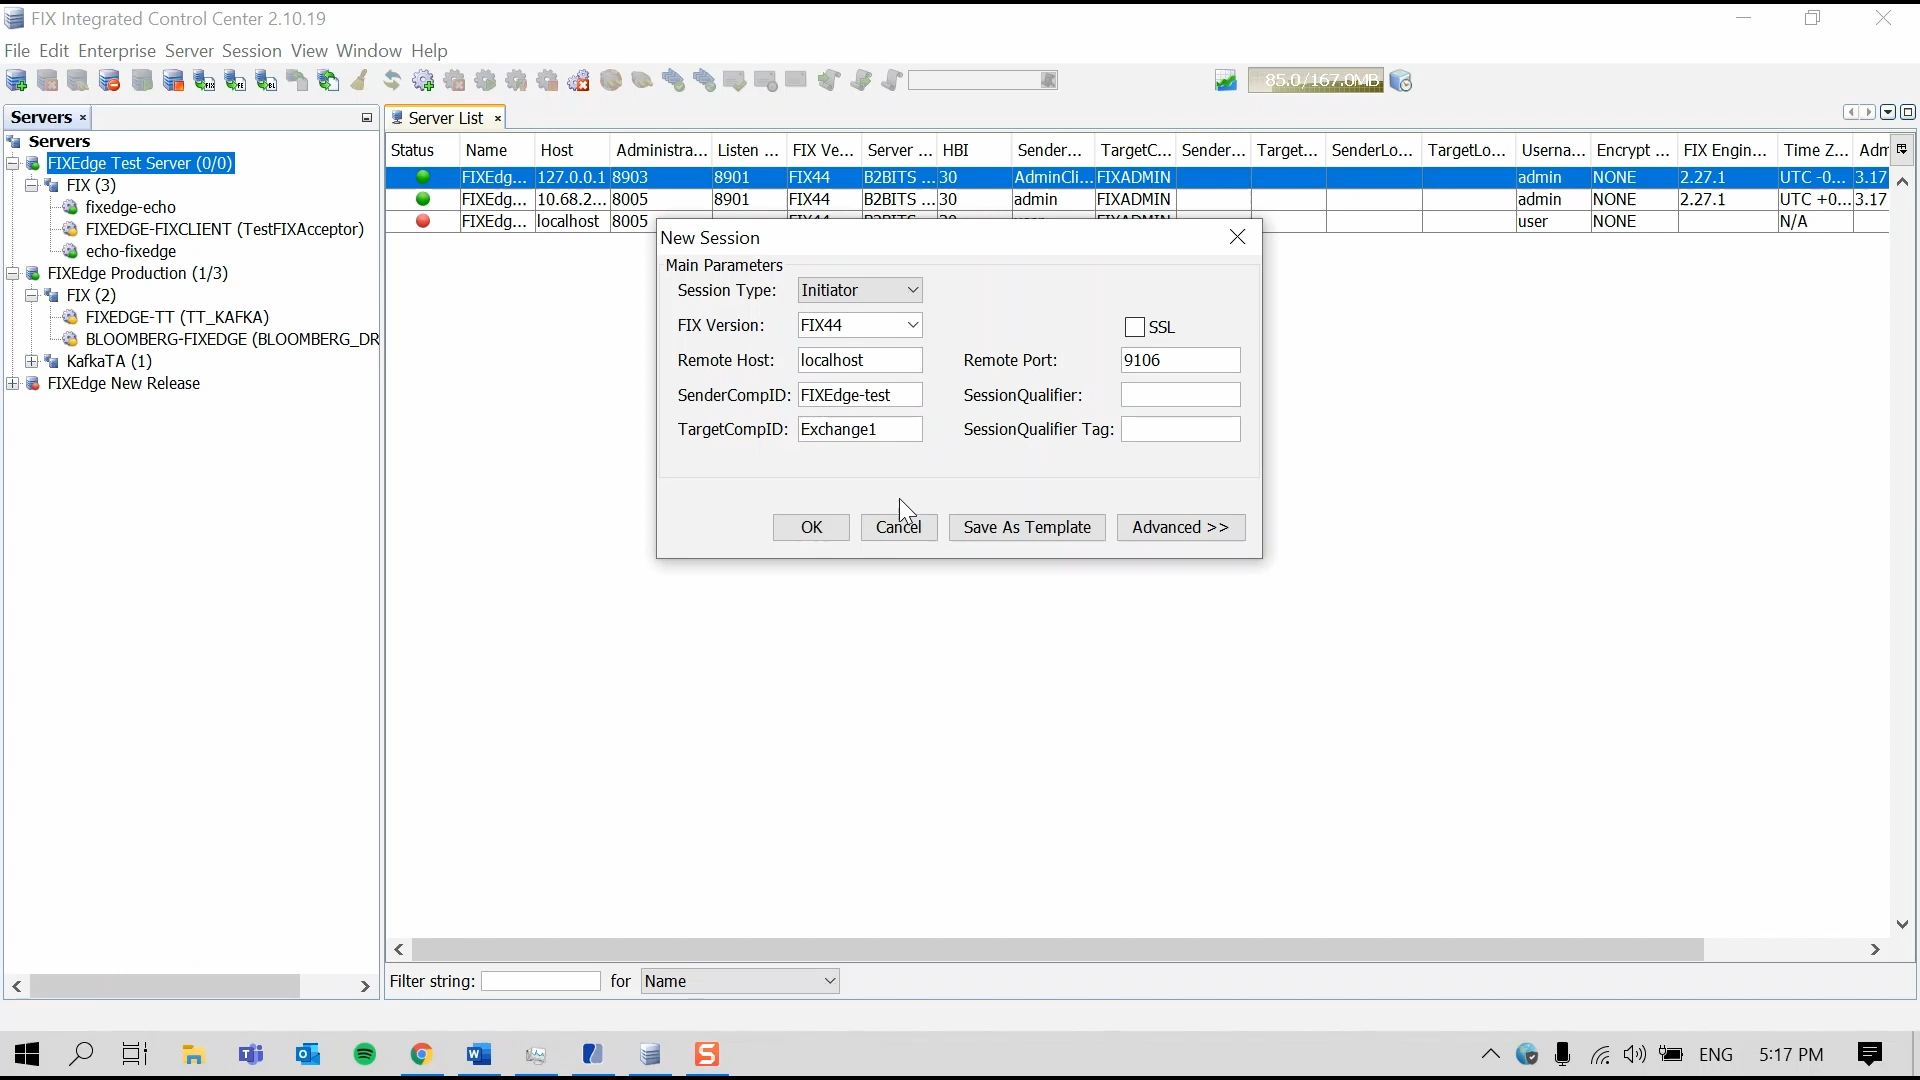 FIX Integrated Control Center 2.10.19
File Edit Enterprise Server Session View Window Help
FIX FE BL
85.0/167.0MB
Servers
Server List
Servers
FIXEdge Test Server (0/0)
FIX (3)
fixedge-echo
FIXEDGE-FIXCLIENT (TestFIXAcceptor)
echo-fixedge
FIXEdge Production (1/3)
FIX (2)
FIXEDGE-TT (TT_KAFKA)
BLOOMBERG-FIXEDGE (BLOOMBERG_DR
KafkaTA (1)
FIXEdge New Release
Status Name Host Administra... Listen ... FIX Ve... Server ... HBI Sender... TargetC... Sender... Target... SenderLo... TargetLo... Userna... Encrypt ... FIX Engin... Time Z... Adm
FIXEdg... 127.0.0.1 8903 8901 FIX44 B2BITS ... 30 AdminCli... FIXADMIN admin NONE 2.27.1 UTC -0... 3.17
FIXEdg... 10.68.2... 8005 8901 FIX44 B2BITS ... 30 admin FIXADMIN admin NONE 2.27.1 UTC +0... 3.17
FIXEdg... localhost 8005 user NONE N/A
New Session
Main Parameters
Session Type: Initiator
FIX Version: FIX44 SSL
Remote Host: localhost Remote Port: 9106
SenderCompID: FIXEdge-test SessionQualifier:
TargetCompID: Exchange1 SessionQualifier Tag:
OK Cancel Save As Template Advanced >>
Filter string: for Name
ENG 5:17 PM